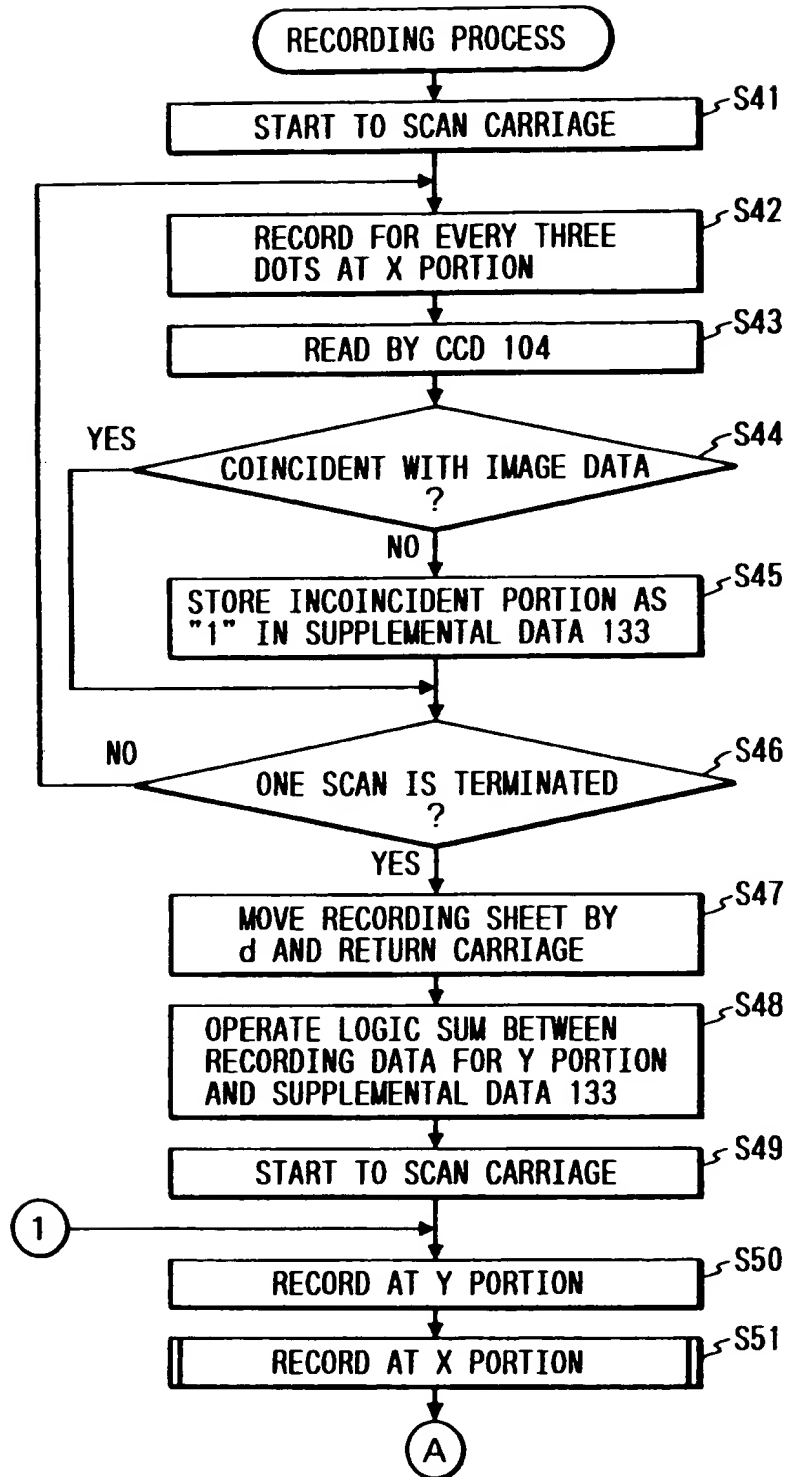 RECORDING PROCESS
S41
START TO SCAN CARRIAGE
S42
RECORD FOR EVERY THREE
DOTS AT X PORTION
S43
READ BY CCD 104
S44
YES
COINCIDENT WITH IMAGE DATA
?
NO
S45
STORE INCOINCIDENT PORTION AS
"1" IN SUPPLEMENTAL DATA 133
S46
NO
ONE SCAN IS TERMINATED
?
YES
S47
MOVE RECORDING SHEET BY
d AND RETURN CARRIAGE
S48
OPERATE LOGIC SUM BETWEEN
RECORDING DATA FOR Y PORTION
AND SUPPLEMENTAL DATA 133
S49
START TO SCAN CARRIAGE
1
S50
RECORD AT Y PORTION
S51
RECORD AT X PORTION
A